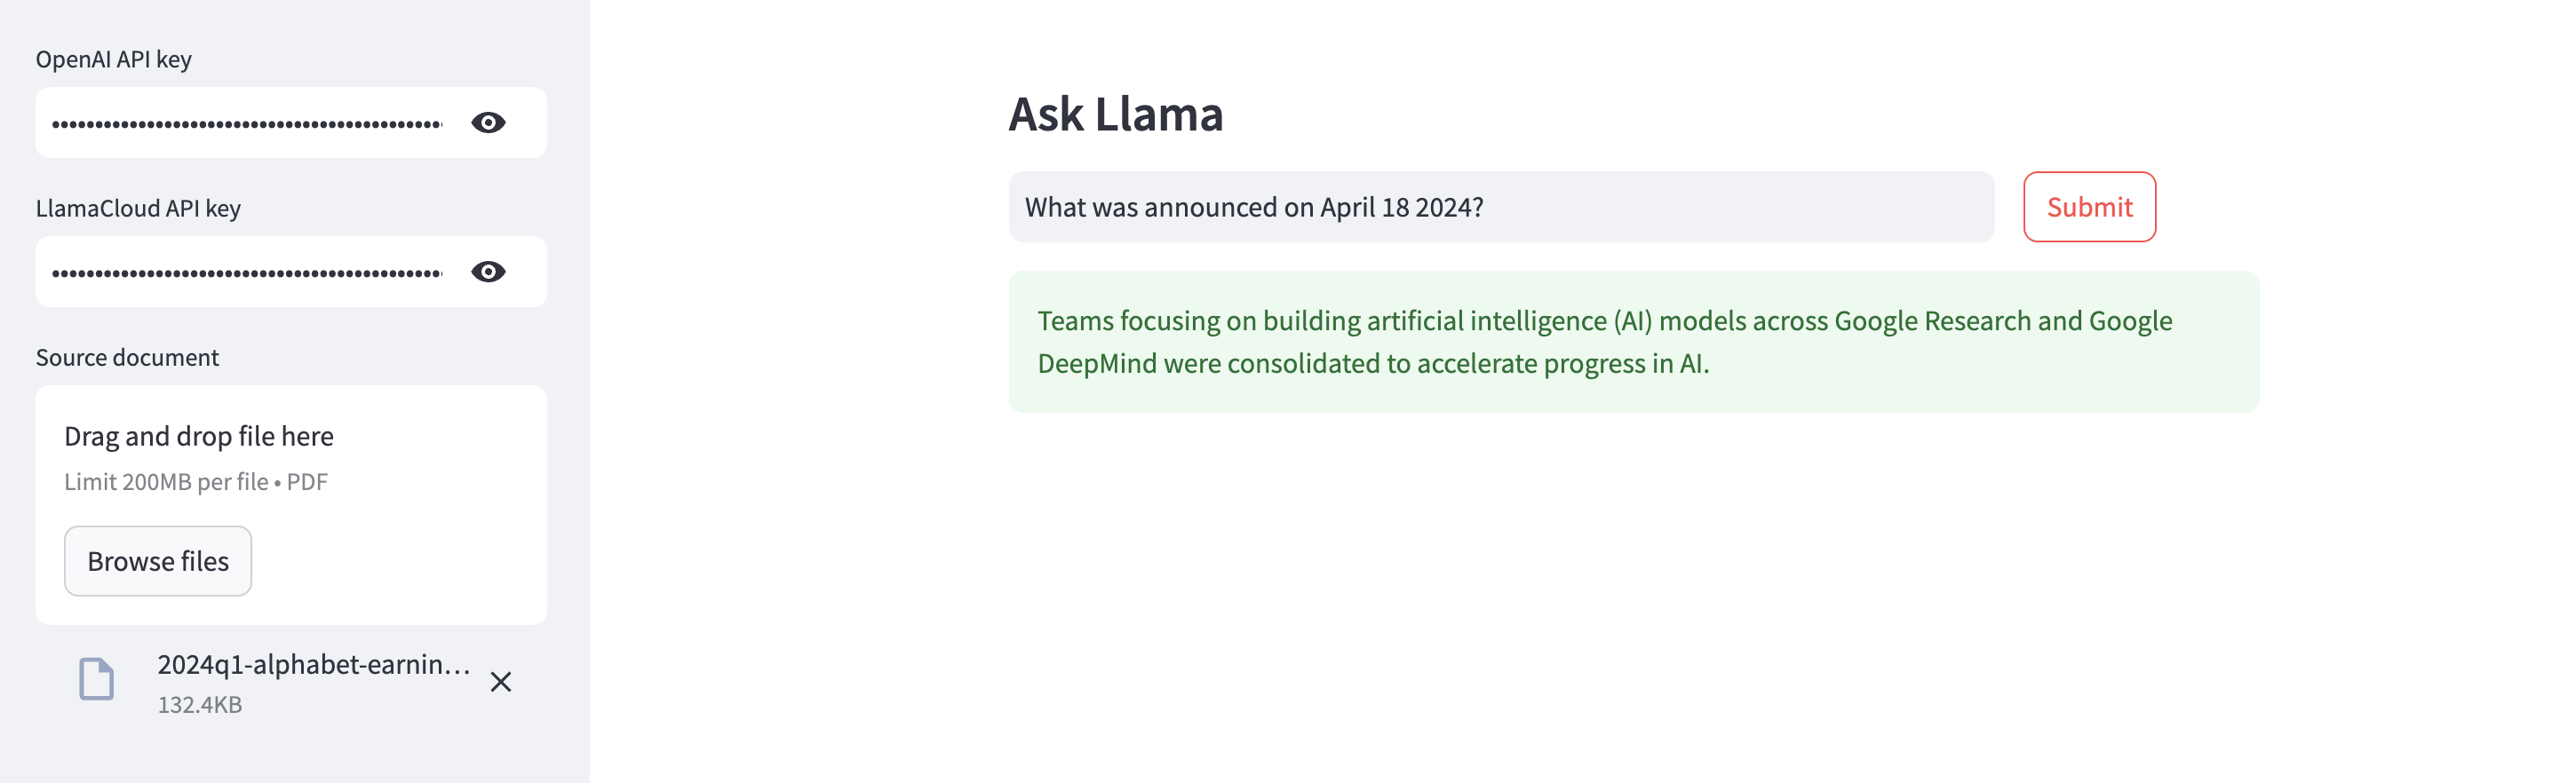 OpenAI API key
••••••••••••••••••••••••••••••••••••••••••••••
LlamaCloud API key
••••••••••••••••••••••••••••••••••••••••••••••
Source document
Drag and drop file here
Limit 200MB per file • PDF
Browse files
2024q1-alphabet-earnin...
132.4KB
Ask Llama
What was announced on April 18 2024?
Submit
Teams focusing on building artificial intelligence (AI) models across Google Research and Google
DeepMind were consolidated to accelerate progress in AI.